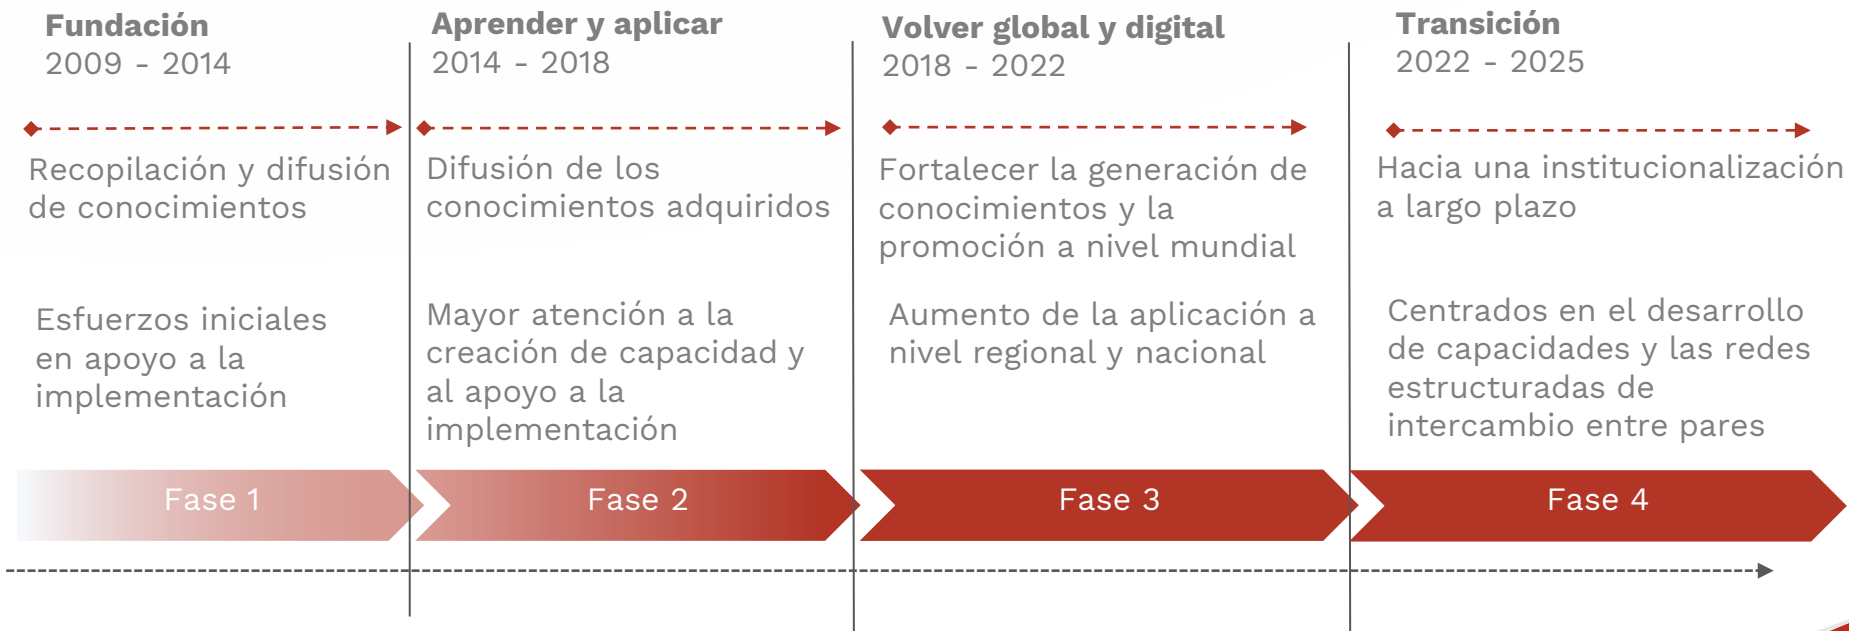 Fundación
2009 - 2014
Recopilación y difusión
de conocimientos
Esfuerzos iniciales
en apoyo a la
implementación
Fase 1
Aprender y aplicar
2014 - 2018
Difusión de los
conocimientos adquiridos
Mayor atención a la
creación de capacidad y
al apoyo a la
implementación
Fase 2
Volver global y digital
2018 - 2022
Fortalecer la generación de
conocimientos y la
promoción a nivel mundial
Aumento de la aplicación a
nivel regional y nacional
Fase 3
Transición
2022 - 2025
Hacia una institucionalización
a largo plazo
Centrados en el desarrollo
de capacidades y las redes
estructuradas de
intercambio entre pares
Fase 4